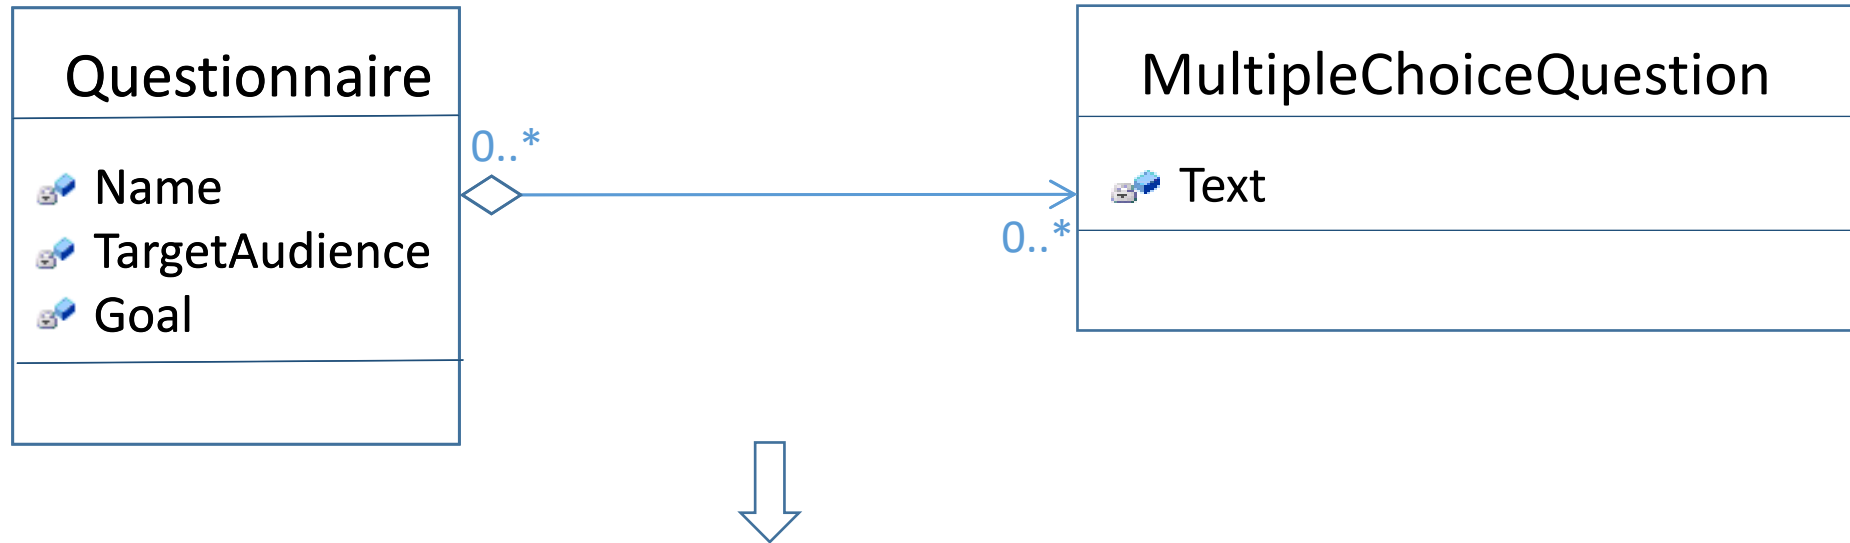 Questionnaire
Name
TargetAudience
Goal
0..*
0..*
MultipleChoiceQuestion
Text